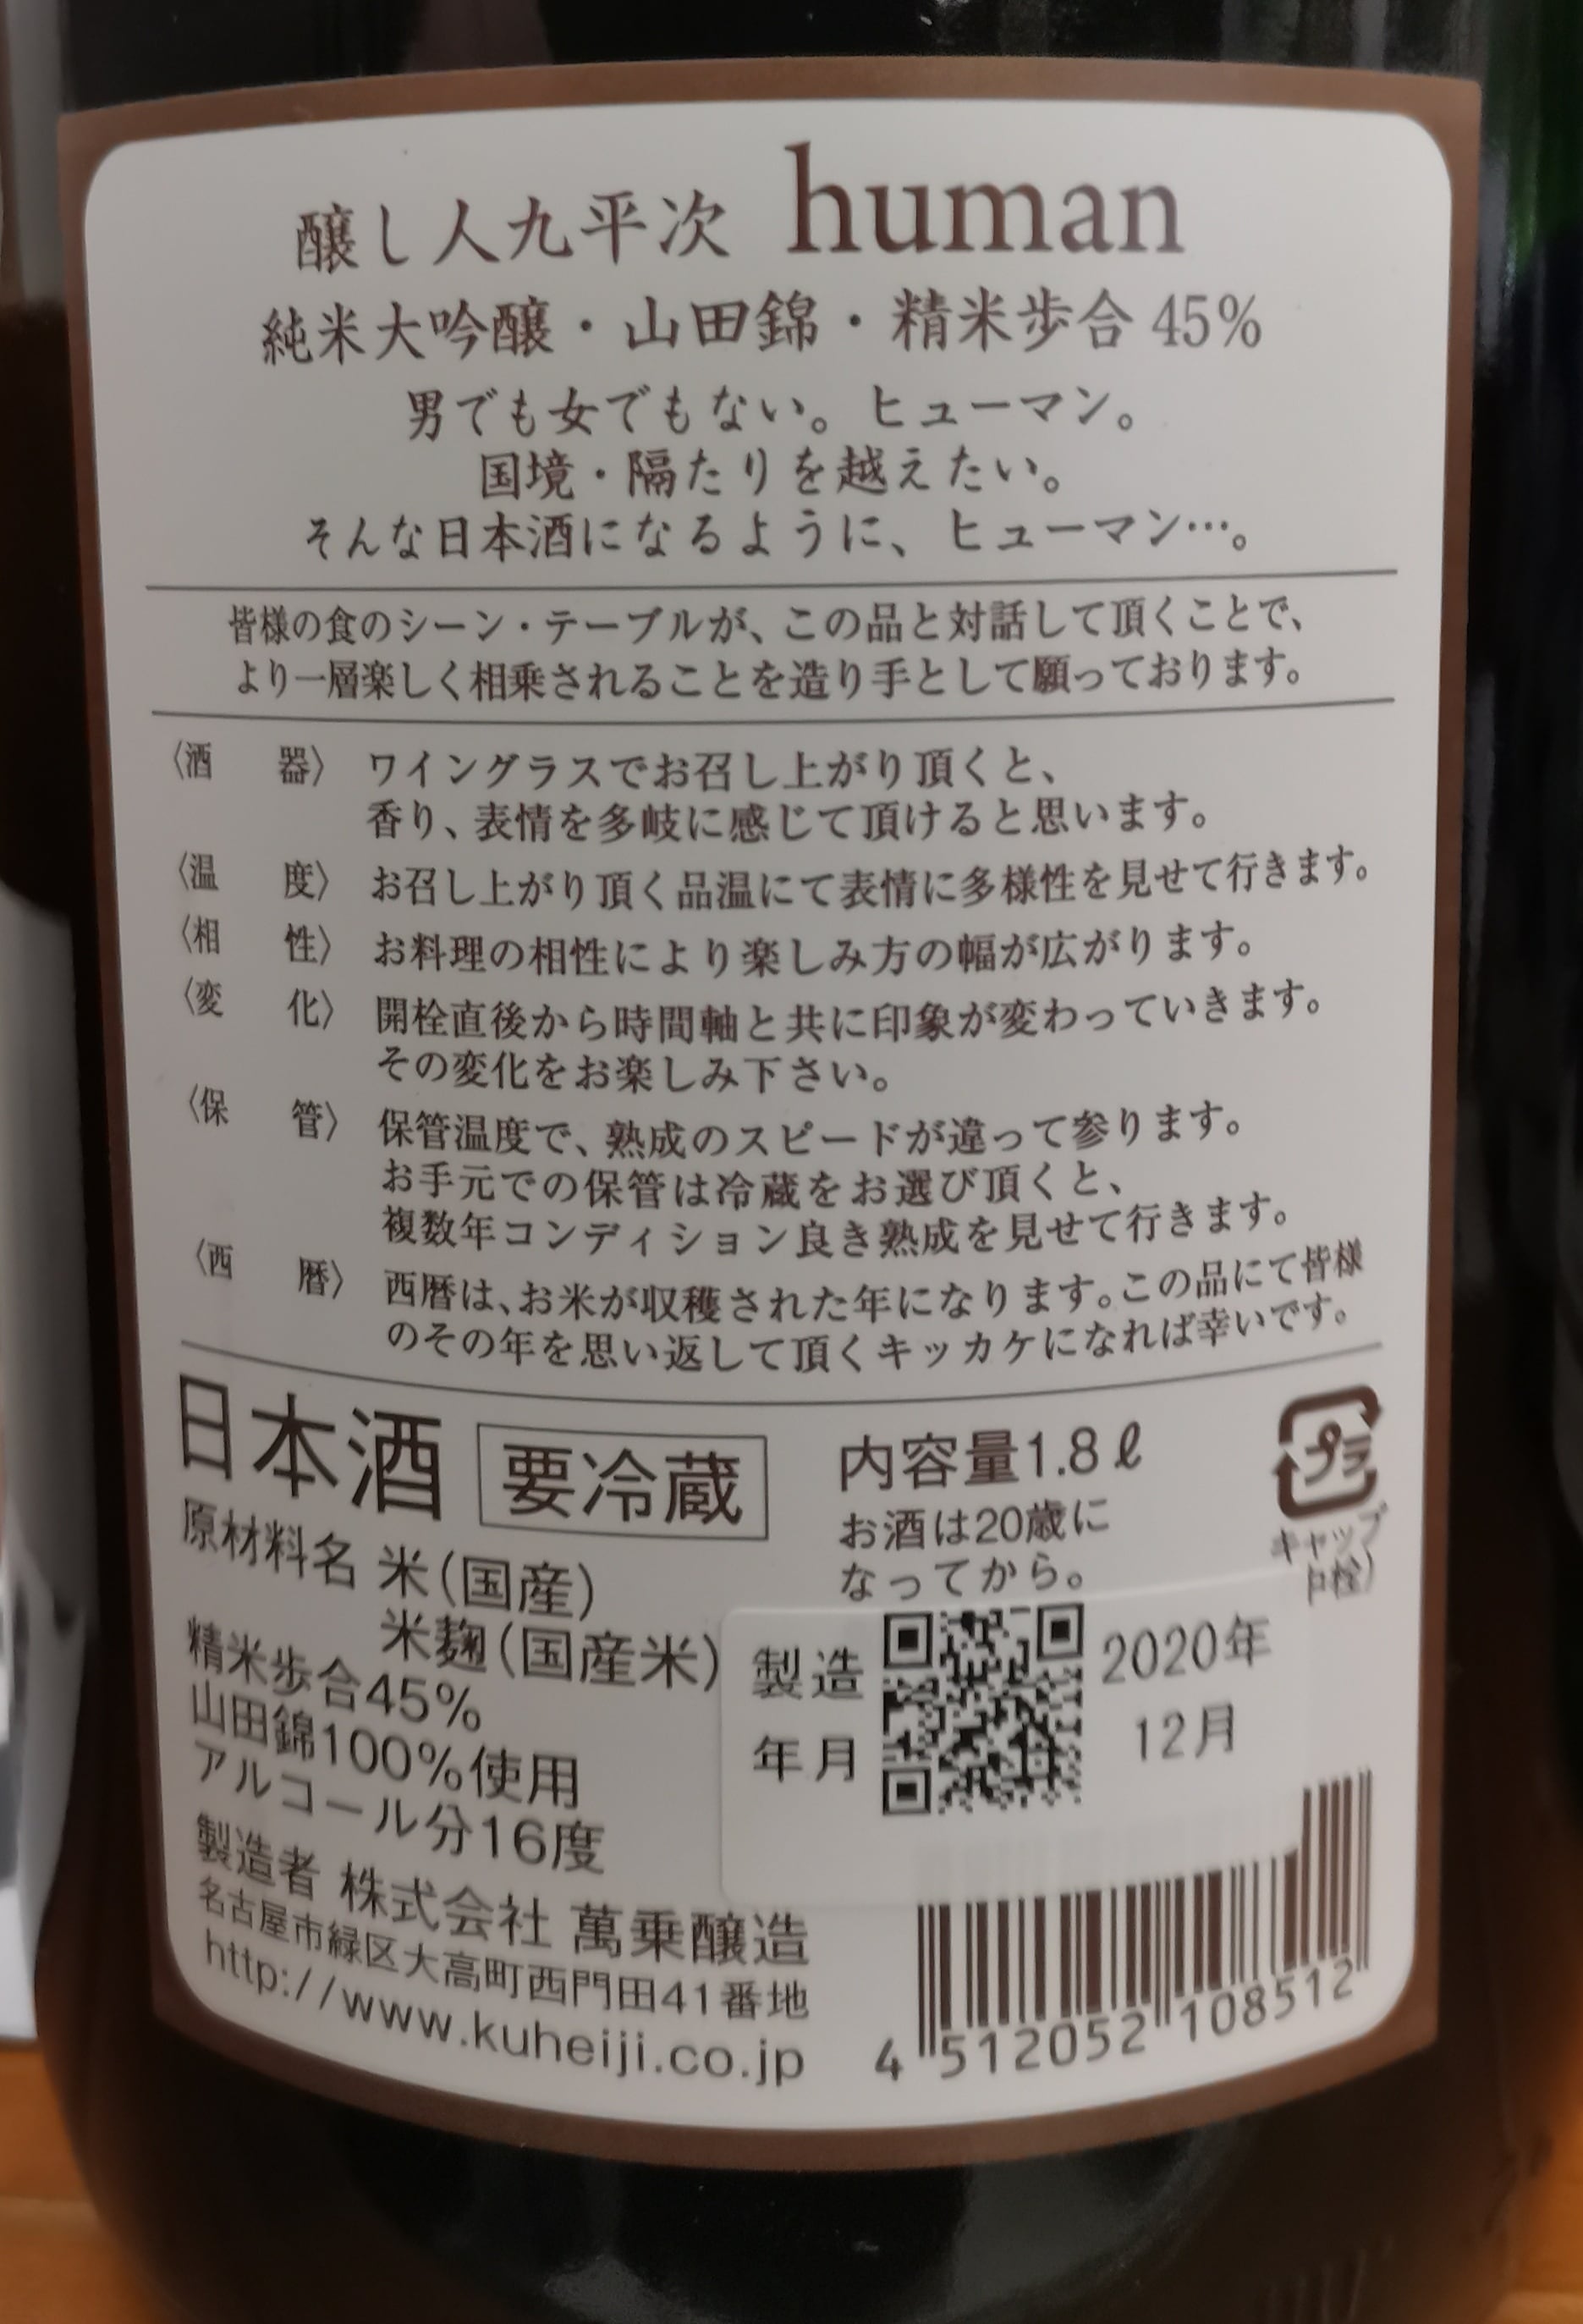 醸し人九平次 human
純米大吟醸・山田錦・精米歩合 45%
男でも女でもない。ヒューマン。
国境・隔たりを越えたい。
そんな日本酒になるように、ヒューマン…。
皆様の食のシーン・テーブルが、この品と対話して頂くことで、
より一層楽しく相乗されることを造り手として願っております。
〈酒 器〉 ワイングラスでお召し上がり頂くと、
香り、表情を多岐に感じて頂けると思います。
〈温 度〉 お召し上がり頂く品温にて表情に多様性を見せて行きます。
〈相 性〉 お料理の相性により楽しみ方の幅が広がります。
〈変 化〉 開栓直後から時間軸と共に印象が変わっていきます。
その変化をお楽しみ下さい。
〈保 管〉 保管温度で、熟成のスピードが違って参ります。
お手元での保管は冷蔵をお選び頂くと、
複数年コンディション良き熟成を見せて行きます。
〈西 暦〉 西暦は、お米が収穫された年になります。この品にて皆様
のその年を思い返して頂くキッカケになれば幸いです。
日本酒 要冷蔵
原材料名 米(国産)
米麹(国産米)
精米歩合45%
山田錦100%使用
アルコール分16度
製造者 株式会社 萬乗醸造
名古屋市緑区大高町西門田41番地
http://www.kuheiji.co.jp
内容量1.8ℓ
お酒は20歳に
なってから。
プラ
キャップ
栓)
製造 2020年
年月 12月
4 512052 108512